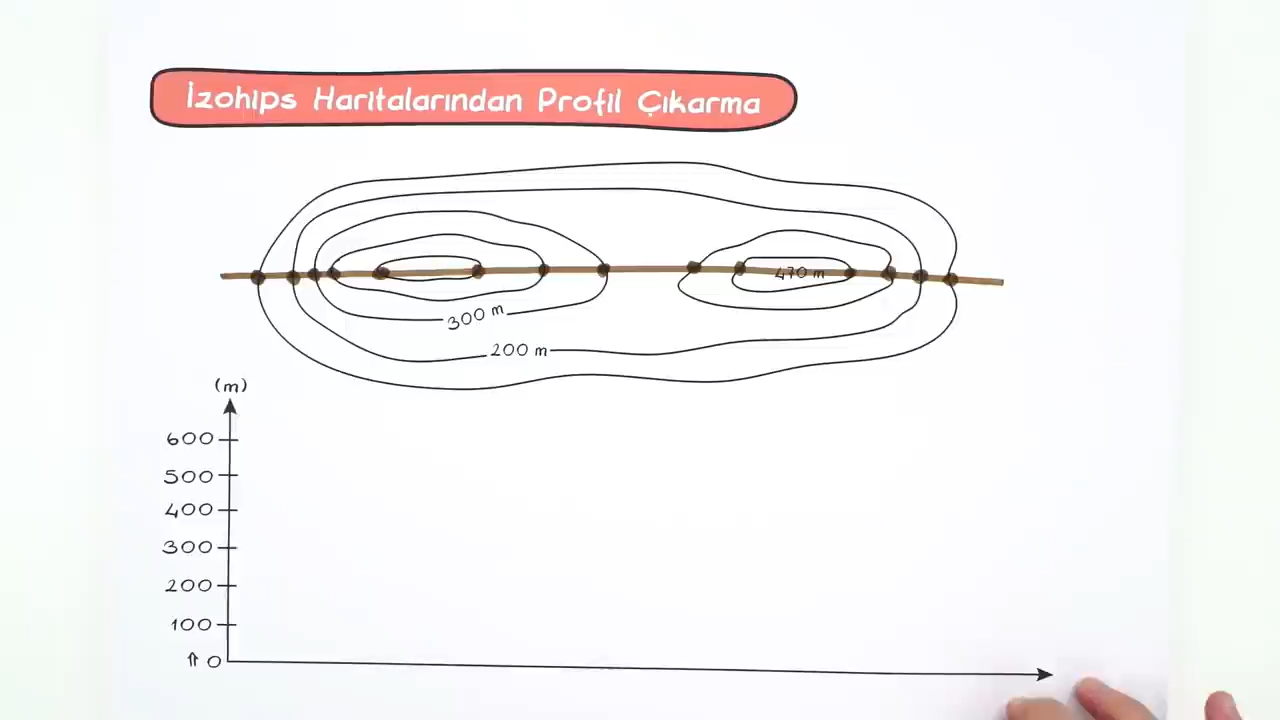 İzohips Haritalarından Profil Çıkarma
470 m
300 m
200 m
(m)
600
500
400
300
200
100
⇑ 0